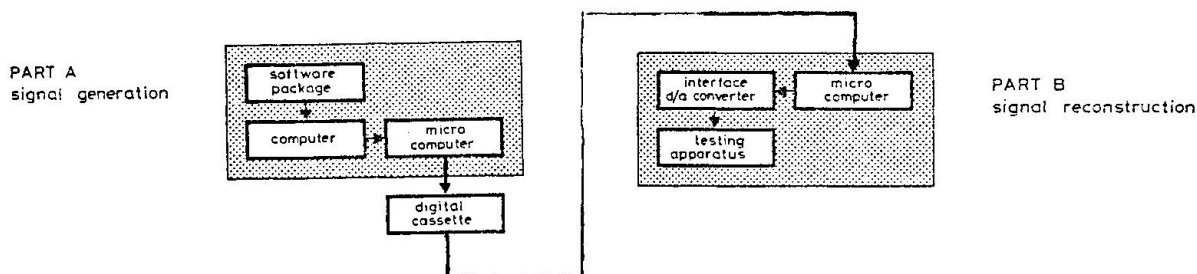 PART A
signal generation
software
package
computer
micro
computer
digital
cassette
interface
d/a converter
micro
computer
testing
apparatus
PART B
signal reconstruction